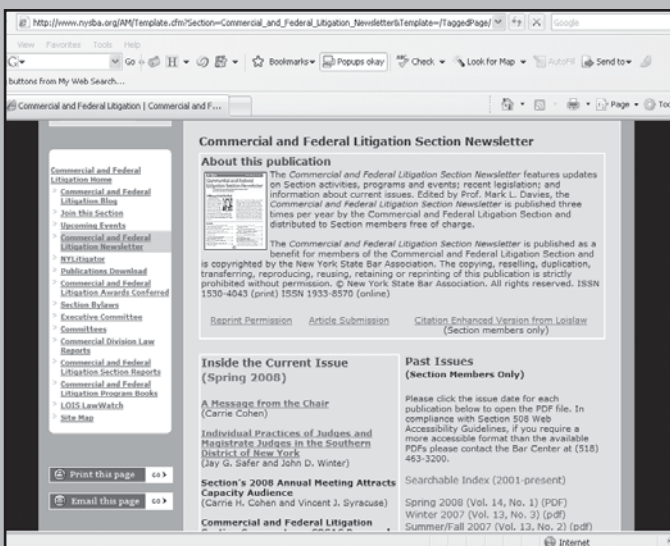 http://www.nysba.org/AM/Template.cfm?Section=Commercial_and_Federal_Litigation_Newsletter&Template=/TaggedPage/
Google
View Favorites Tools Help
G Go Bookmarks Popups okay Check Look for Map AutoFill Send to
buttons from My Web Search...
Commercial and Federal Litigation | Commercial and F...
Page
Commercial and Federal
Litigation Home
Commercial and Federal
Litigation Blog
Join this Section
Upcoming Events
Commercial and Federal
Litigation Newsletter
NYLitigator
Publications Download
Commercial and Federal
Litigation Awards Conferred
Section Bylaws
Executive Committee
Committees
Commercial Division Law
Reports
Commercial and Federal
Litigation Section Reports
Commercial and Federal
Litigation Program Books
LOIS LawWatch
Site Map
Print this page GO
Email this page GO
Commercial and Federal Litigation Section Newsletter
About this publication
The Commercial and Federal Litigation Section Newsletter features updates
on Section activities, programs and events; recent legislation; and
information about current issues. Edited by Prof. Mark L. Davies, the
Commercial and Federal Litigation Section Newsletter is published three
times per year by the Commercial and Federal Litigation Section and
distributed to Section members free of charge.
The Commercial and Federal Litigation Section Newsletter is published as a
benefit for members of the Commercial and Federal Litigation Section and
is copyrighted by the New York State Bar Association. The copying, reselling, duplication,
transferring, reproducing, reusing, retaining or reprinting of this publication is strictly
prohibited without permission. © New York State Bar Association. All rights reserved. ISSN
1530-4043 (print) ISSN 1933-8570 (online)
Reprint Permission Article Submission Citation Enhanced Version from Loislaw
(Section members only)
Inside the Current Issue
(Spring 2008)
A Message from the Chair
(Carrie Cohen)
Individual Practices of Judges and
Magistrate Judges in the Southern
District of New York
(Jay G. Safer and John D. Winter)
Section's 2008 Annual Meeting Attracts
Capacity Audience
(Carrie H. Cohen and Vincent J. Syracuse)
Commercial and Federal Litigation
Past Issues
(Section Members Only)
Please click the issue date for each
publication below to open the PDF file. In
compliance with Section 508 Web
Accessibility Guidelines, if you require a
more accessible format than the available
PDFs please contact the Bar Center at (518)
463-3200.
Searchable Index (2001-present)
Spring 2008 (Vol. 14, No. 1) (PDF)
Winter 2007 (Vol. 13, No. 3) (pdf)
Summer/Fall 2007 (Vol. 13, No. 2) (pdf)
Internet